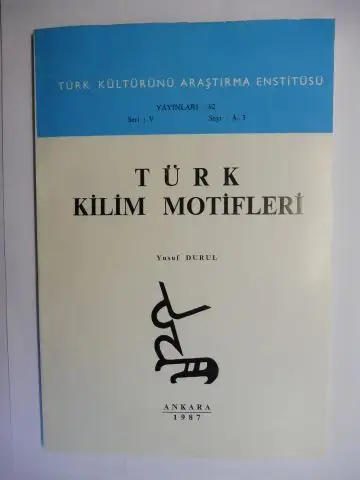 TÜRK KÜLTÜRÜNÜ ARAŞTIRMA ENSTİTÜSÜ
YAYINLARI : 62
Seri : V Sayı : A. 3
TÜRK
KİLİM MOTİFLERİ
Yusuf DURUL
ANKARA
1987